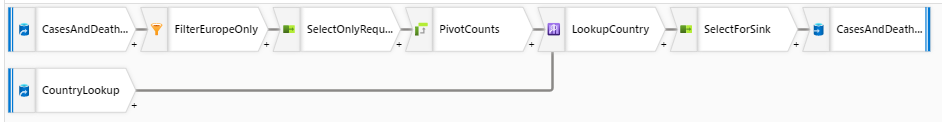 CasesAndDeath...
FilterEuropeOnly
SelectOnlyRequ...
PivotCounts
LookupCountry
SelectForSink
CasesAndDeath...
+ + + + + +
CountryLookup
+